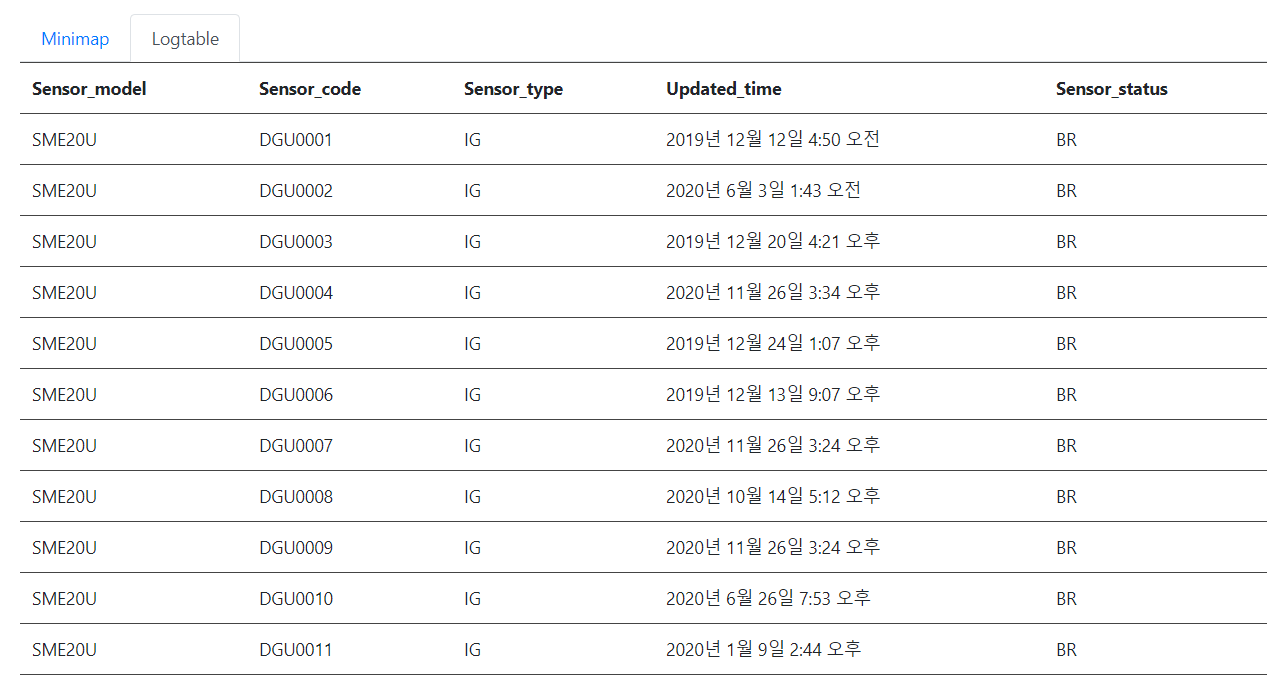 Minimap Logtable
Sensor_model Sensor_code Sensor_type Updated_time Sensor_status
SME20U DGU0001 IG 2019년 12월 12일 4:50 오전 BR
SME20U DGU0002 IG 2020년 6월 3일 1:43 오전 BR
SME20U DGU0003 IG 2019년 12월 20일 4:21 오후 BR
SME20U DGU0004 IG 2020년 11월 26일 3:34 오후 BR
SME20U DGU0005 IG 2019년 12월 24일 1:07 오후 BR
SME20U DGU0006 IG 2019년 12월 13일 9:07 오후 BR
SME20U DGU0007 IG 2020년 11월 26일 3:24 오후 BR
SME20U DGU0008 IG 2020년 10월 14일 5:12 오후 BR
SME20U DGU0009 IG 2020년 11월 26일 3:24 오후 BR
SME20U DGU0010 IG 2020년 6월 26일 7:53 오후 BR
SME20U DGU0011 IG 2020년 1월 9일 2:44 오후 BR